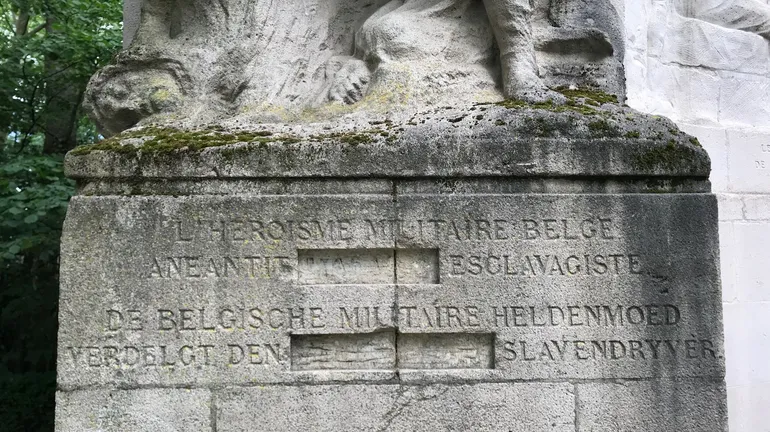 L'HEROISME MILITAIRE BELGE
ANEANTIT ESCLAVAGISTE
DE BELGISCHE MILITAIRE HELDENMOED
VERDELGT DEN SLAVENDRYVER.